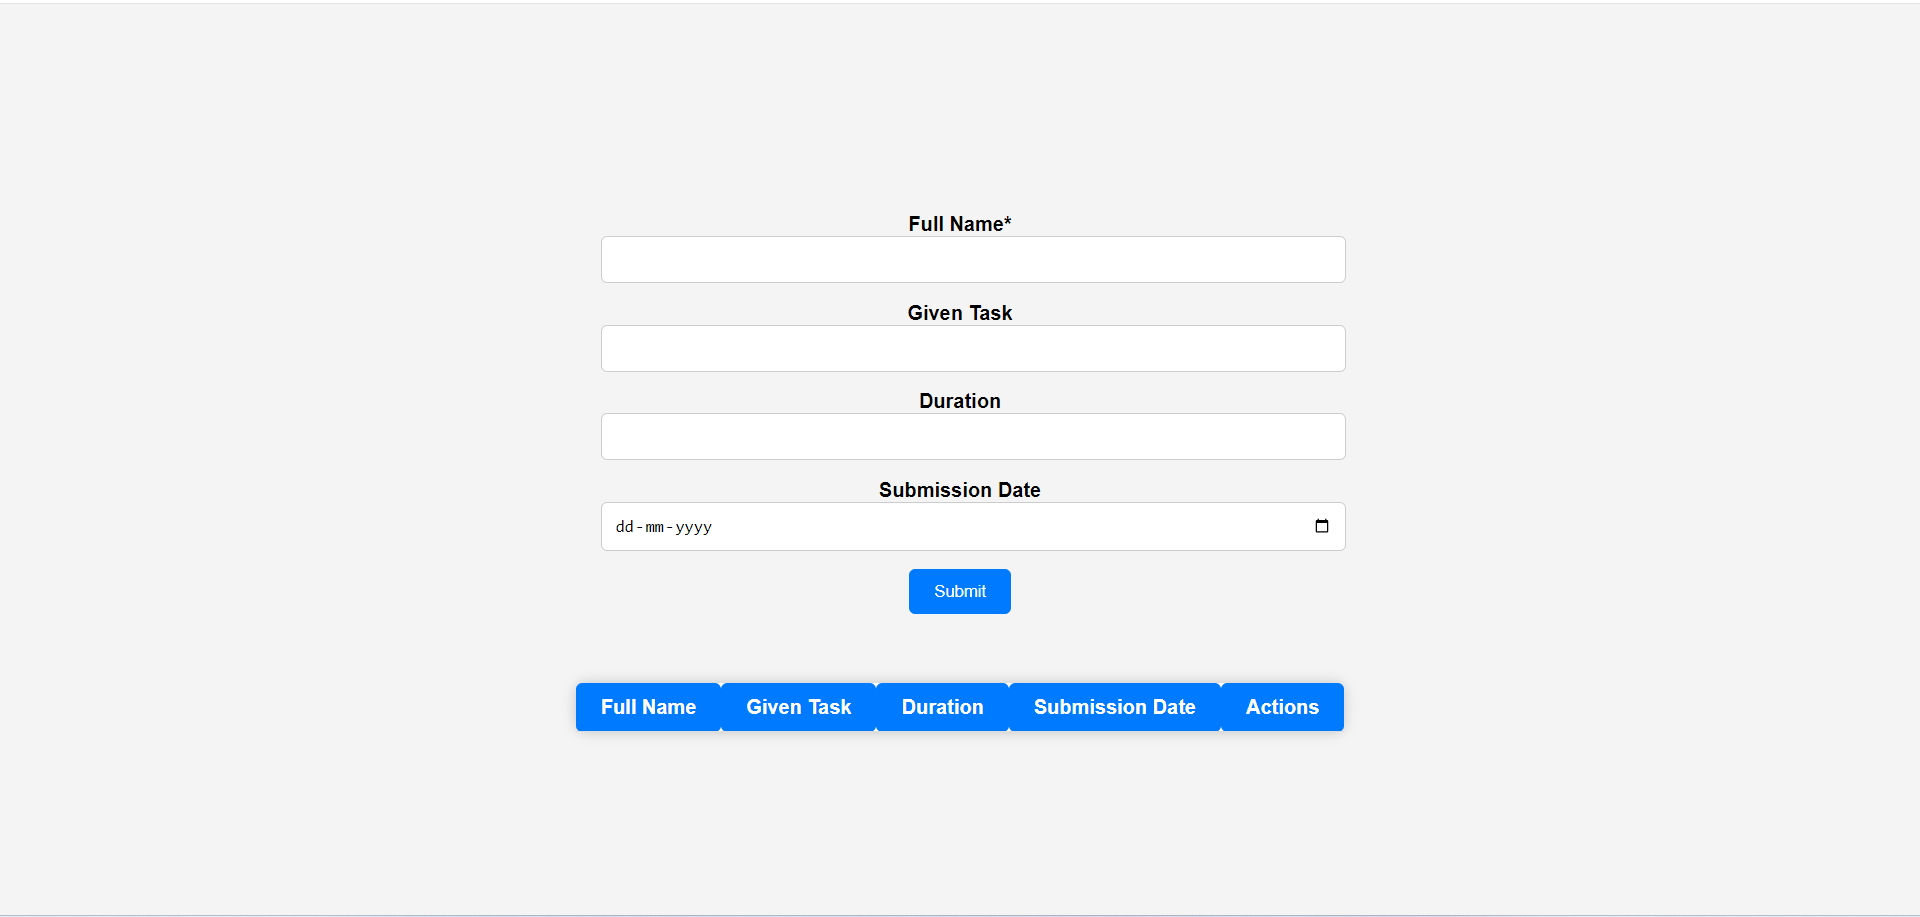 Full Name*
Given Task
Duration
Submission Date
dd-mm-yyyy
Submit
Full Name Given Task Duration Submission Date Actions